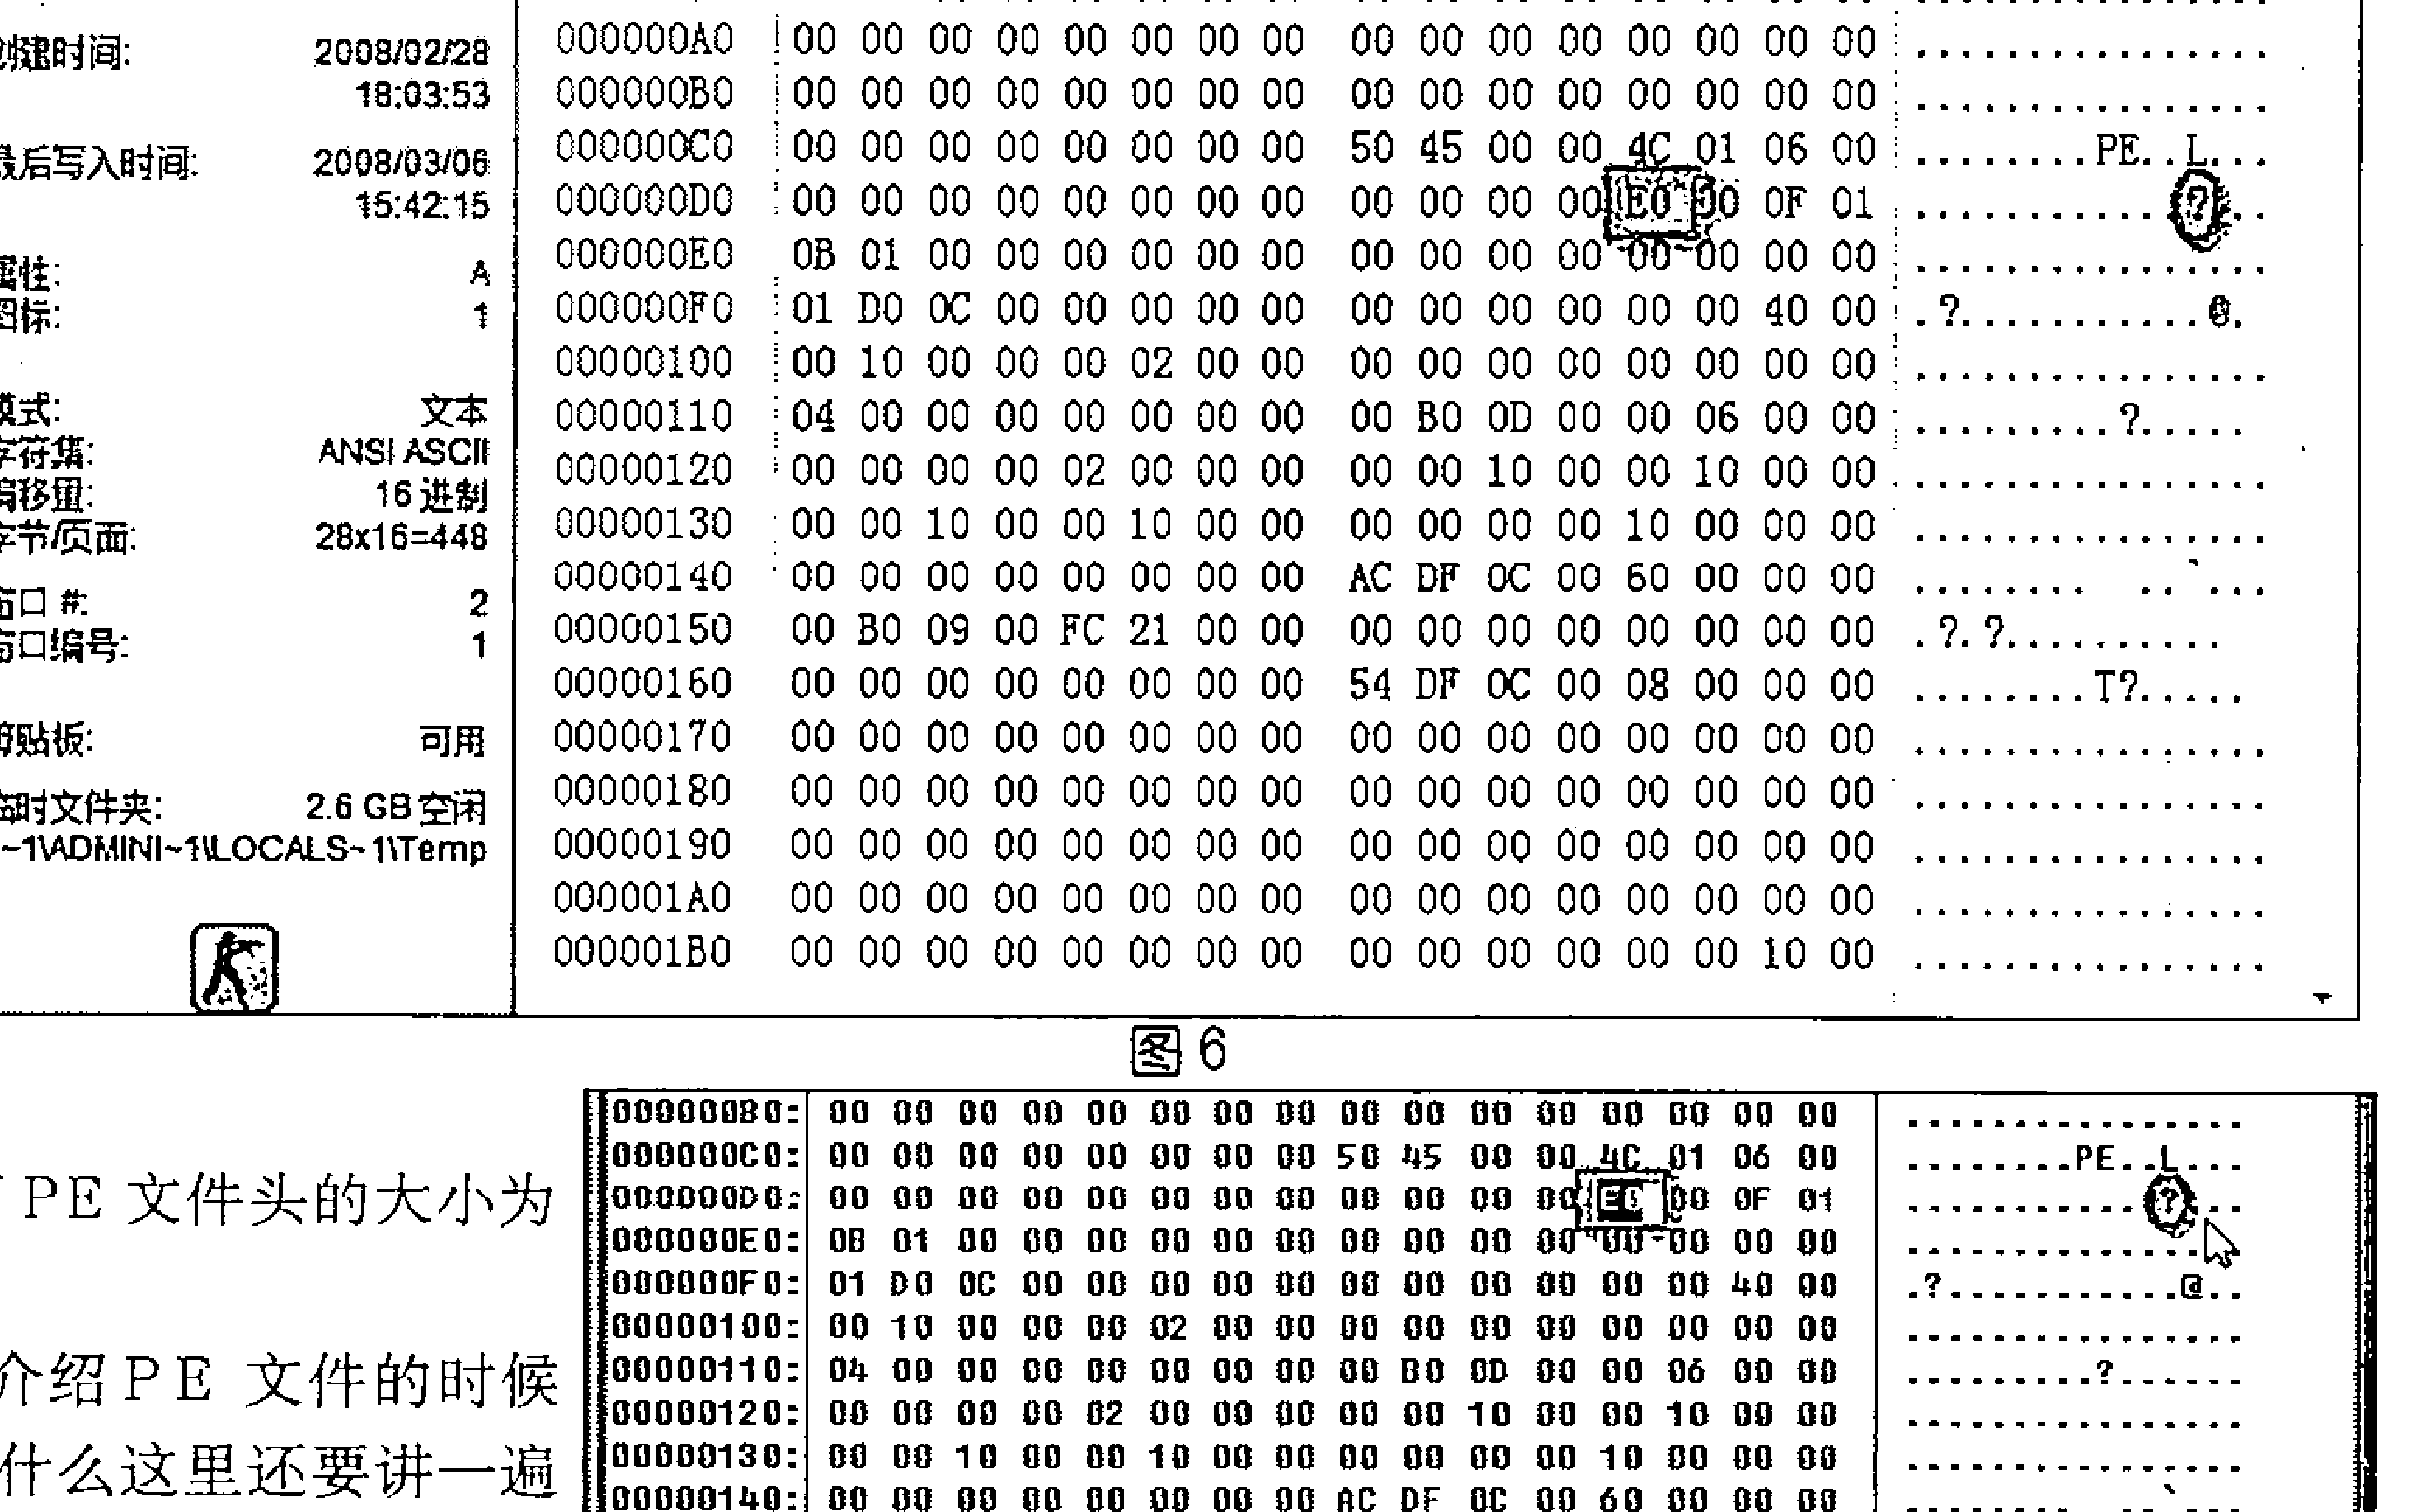 创建时间: 2008/02/28
18:03:53
最后写入时间: 2008/03/06
15:42:15
属性: A
图标: 1
模式: 文本
字符集: ANSI ASCII
偏移量: 16 进制
字节/页面: 28x16=448
窗口 #: 2
窗口编号: 1
剪贴板: 可用
临时文件夹: 2.6 GB 空闲
~1\ADMINI~1\LOCALS~1\Temp
000000A0 00 00 00 00 00 00 00 00 00 00 00 00 00 00 00 00 ................
000000B0 00 00 00 00 00 00 00 00 00 00 00 00 00 00 00 00 ................
000000C0 00 00 00 00 00 00 00 00 50 45 00 00 4C 01 06 00 ........PE..L...
000000D0 00 00 00 00 00 00 00 00 00 00 00 00 E0 00 0F 01 ............?..
000000E0 0B 01 00 00 00 00 00 00 00 00 00 00 00 00 00 00 ................
000000F0 01 D0 0C 00 00 00 00 00 00 00 00 00 00 00 40 00 .?...........@.
00000100 00 10 00 00 00 02 00 00 00 00 00 00 00 00 00 00 ................
00000110 04 00 00 00 00 00 00 00 00 B0 0D 00 00 06 00 00 .........?.....
00000120 00 00 00 00 02 00 00 00 00 00 10 00 00 10 00 00 ................
00000130 00 00 10 00 00 10 00 00 00 00 00 00 10 00 00 00 ................
00000140 00 00 00 00 00 00 00 00 AC DF 0C 00 60 00 00 00 ........ ..`...
00000150 00 B0 09 00 FC 21 00 00 00 00 00 00 00 00 00 00 .?.?..........
00000160 00 00 00 00 00 00 00 00 54 DF 0C 00 08 00 00 00 ........T?.....
00000170 00 00 00 00 00 00 00 00 00 00 00 00 00 00 00 00 ................
00000180 00 00 00 00 00 00 00 00 00 00 00 00 00 00 00 00 ................
00000190 00 00 00 00 00 00 00 00 00 00 00 00 00 00 00 00 ................
000001A0 00 00 00 00 00 00 00 00 00 00 00 00 00 00 00 00 ................
000001B0 00 00 00 00 00 00 00 00 00 00 00 00 00 00 10 00 ................
图 6
PE 文件头的大小为
介绍 PE 文件的时候
什么这里还要讲一遍
000000B0: 00 00 00 00 00 00 00 00 00 00 00 00 00 00 00 00 ................
000000C0: 00 00 00 00 00 00 00 00 50 45 00 00 4C 01 06 00 ........PE..L...
000000D0: 00 00 00 00 00 00 00 00 00 00 00 00 E0 00 0F 01 ............?...
000000E0: 0B 01 00 00 00 00 00 00 00 00 00 00 00 00 00 00 ................
000000F0: 01 D0 0C 00 00 00 00 00 00 00 00 00 00 00 40 00 .?............@..
00000100: 00 10 00 00 00 02 00 00 00 00 00 00 00 00 00 00 ................
00000110: 04 00 00 00 00 00 00 00 00 B0 0D 00 00 06 00 00 .........?......
00000120: 00 00 00 00 02 00 00 00 00 00 10 00 00 10 00 00 ................
00000130: 00 00 10 00 00 10 00 00 00 00 00 00 10 00 00 00 ................
00000140: 00 00 00 00 00 00 00 00 AC DF 0C 00 60 00 00 00